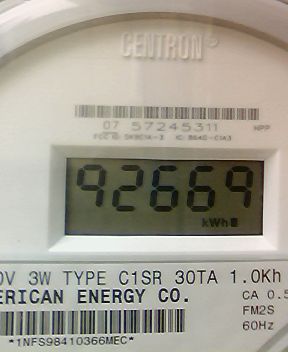 CENTRON®
07 57245311 HPP
92669
kWh
0V 3W TYPE C1SR 30TA 1.0Kh
ERICAN ENERGY CO.
CA 0.5
FM2S
60Hz
*1NFS98410366MEC*